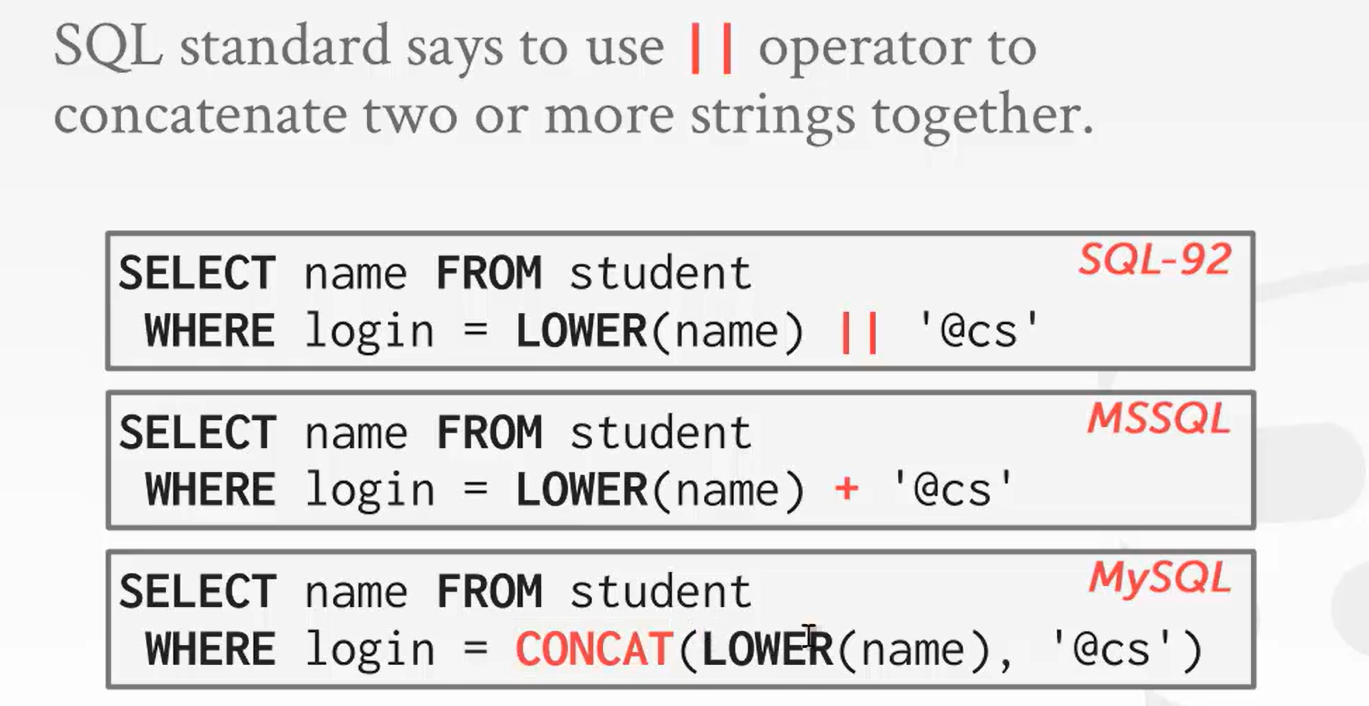 SQL standard says to use || operator to
concatenate two or more strings together.
SQL-92
SELECT name FROM student
WHERE login = LOWER(name) || '@cs'
MSSQL
SELECT name FROM student
WHERE login = LOWER(name) + '@cs'
MySQL
SELECT name FROM student
WHERE login = CONCAT(LOWER(name), '@cs')